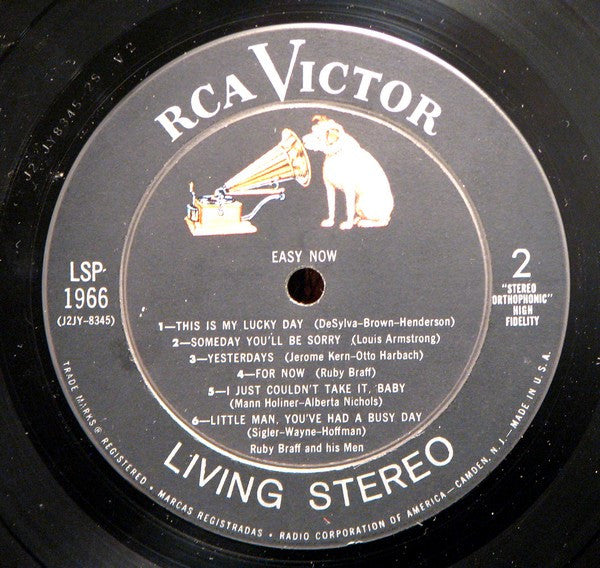 RCA VICTOR
EASY NOW
LSP-
1966
(J2JY-8345)
2
"STEREO
ORTHOPHONIC"
HIGH
FIDELITY
1—THIS IS MY LUCKY DAY (DeSylva-Brown-Henderson)
2—SOMEDAY YOU'LL BE SORRY (Louis Armstrong)
3—YESTERDAYS (Jerome Kern-Otto Harbach)
4—FOR NOW (Ruby Braff)
5—I JUST COULDN'T TAKE IT, BABY
(Mann Holiner-Alberta Nichols)
6—LITTLE MAN, YOU'VE HAD A BUSY DAY
(Sigler-Wayne-Hoffman)
Ruby Braff and his Men
LIVING STEREO
TRADE MARKS ® REGISTERED • MARCAS REGISTRADAS • RADIO CORPORATION OF AMERICA—CAMDEN, N.J.—MADE IN U.S.A.